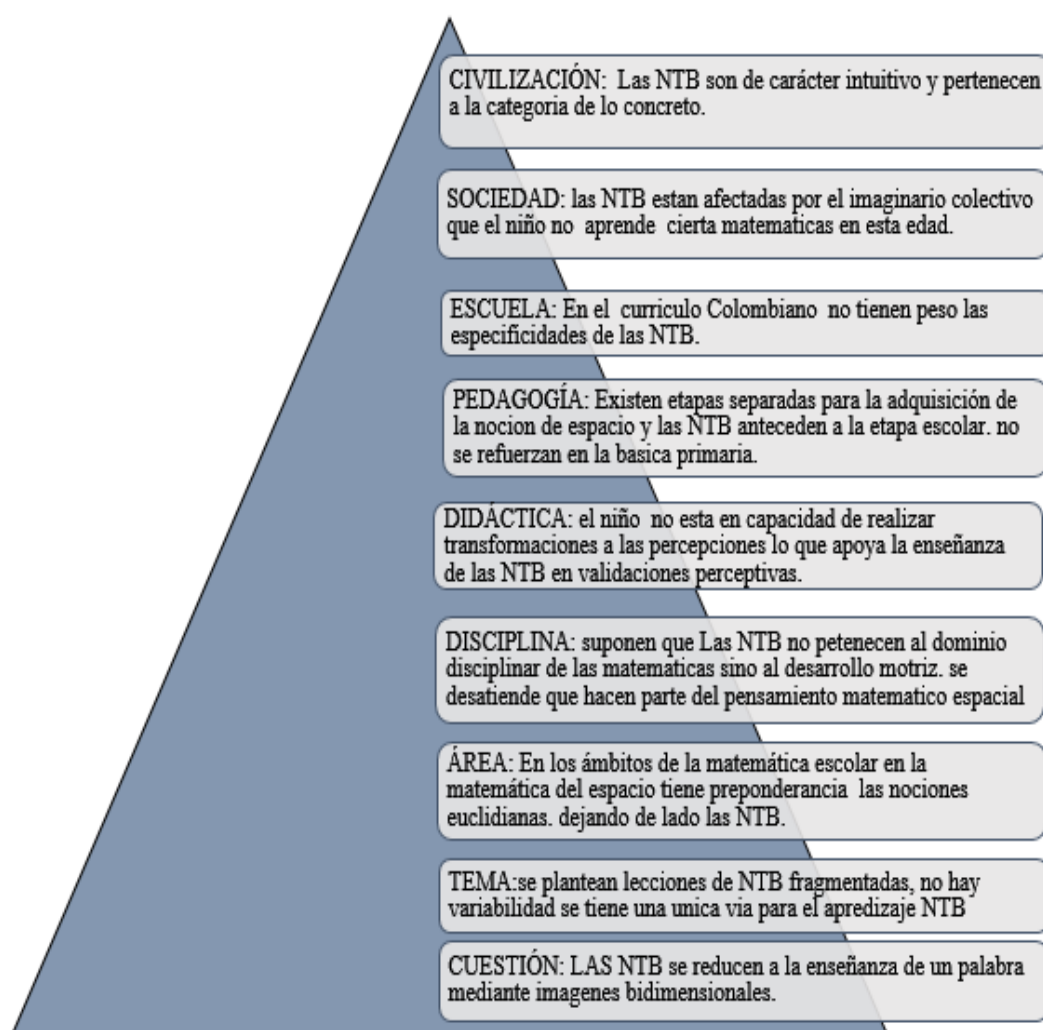 CIVILIZACIÓN: Las NTB son de carácter intuitivo y pertenecen
a la categoria de lo concreto.
SOCIEDAD: las NTB estan afectadas por el imaginario colectivo
que el niño no aprende cierta matematicas en esta edad.
ESCUELA: En el curriculo Colombiano no tienen peso las
especificidades de las NTB.
PEDAGOGÍA: Existen etapas separadas para la adquisición de
la nocion de espacio y las NTB anteceden a la etapa escolar. no
se refuerzan en la basica primaria.
DIDÁCTICA: el niño no esta en capacidad de realizar
transformaciones a las percepciones lo que apoya la enseñanza
de las NTB en validaciones perceptivas.
DISCIPLINA: suponen que Las NTB no petenecen al dominio
disciplinar de las matemáticas sino al desarrollo motriz. se
desatiende que hacen parte del pensamiento matematico espacial
ÁREA: En los ámbitos de la matemática escolar en la
matemática del espacio tiene preponderancia las nociones
euclidianas. dejando de lado las NTB.
TEMA:se plantean lecciones de NTB fragmentadas, no hay
variabilidad se tiene una unica via para el apredizaje NTB
CUESTIÓN: LAS NTB se reducen a la enseñanza de un palabra
mediante imagenes bidimensionales.